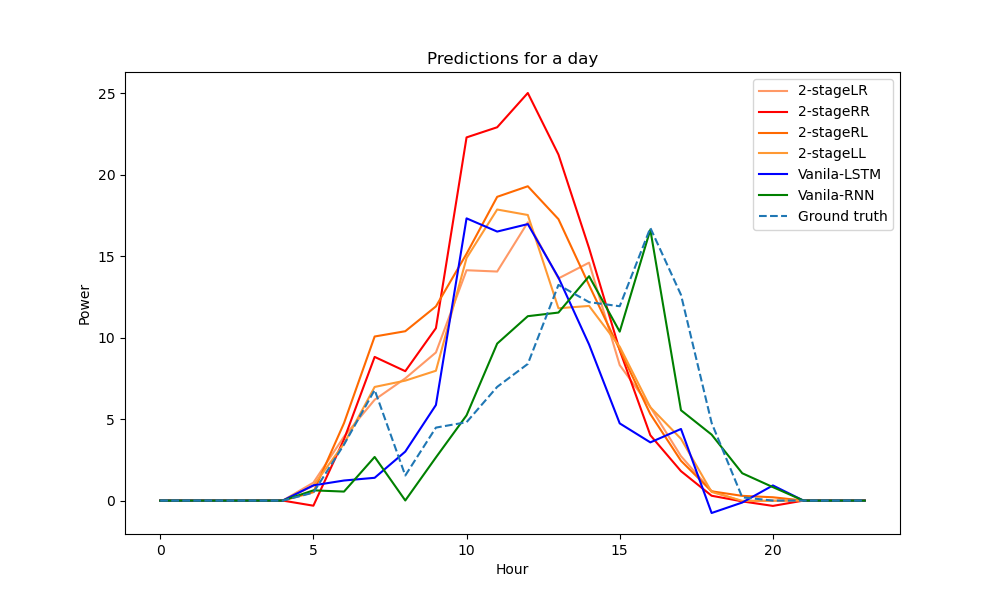 Predictions for a day
25
20
15
10
5
0
Power
0 5 10 15 20
Hour
2-stageLR
2-stageRR
2-stageRL
2-stageLL
Vanila-LSTM
Vanila-RNN
Ground truth